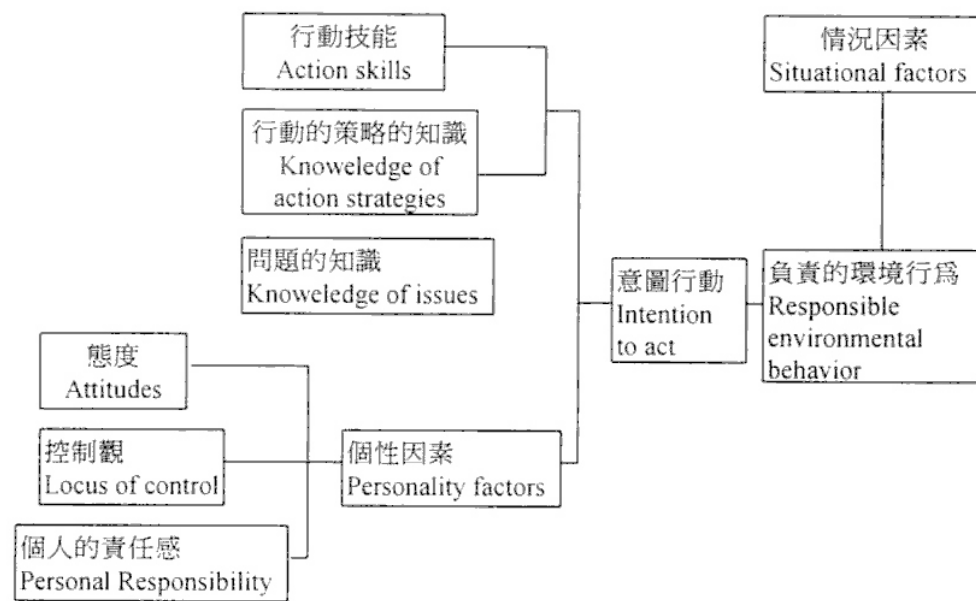 行動技能
Action skills
情況因素
Situational factors
行動的策略的知識
Knoweledge of
action strategies
問題的知識
Knoweledge of issues
意圖行動
Intention
to act
負責的環境行為
Responsible
environmental
behavior
態度
Attitudes
控制觀
Locus of control
個性因素
Personality factors
個人的責任感
Personal Responsibility